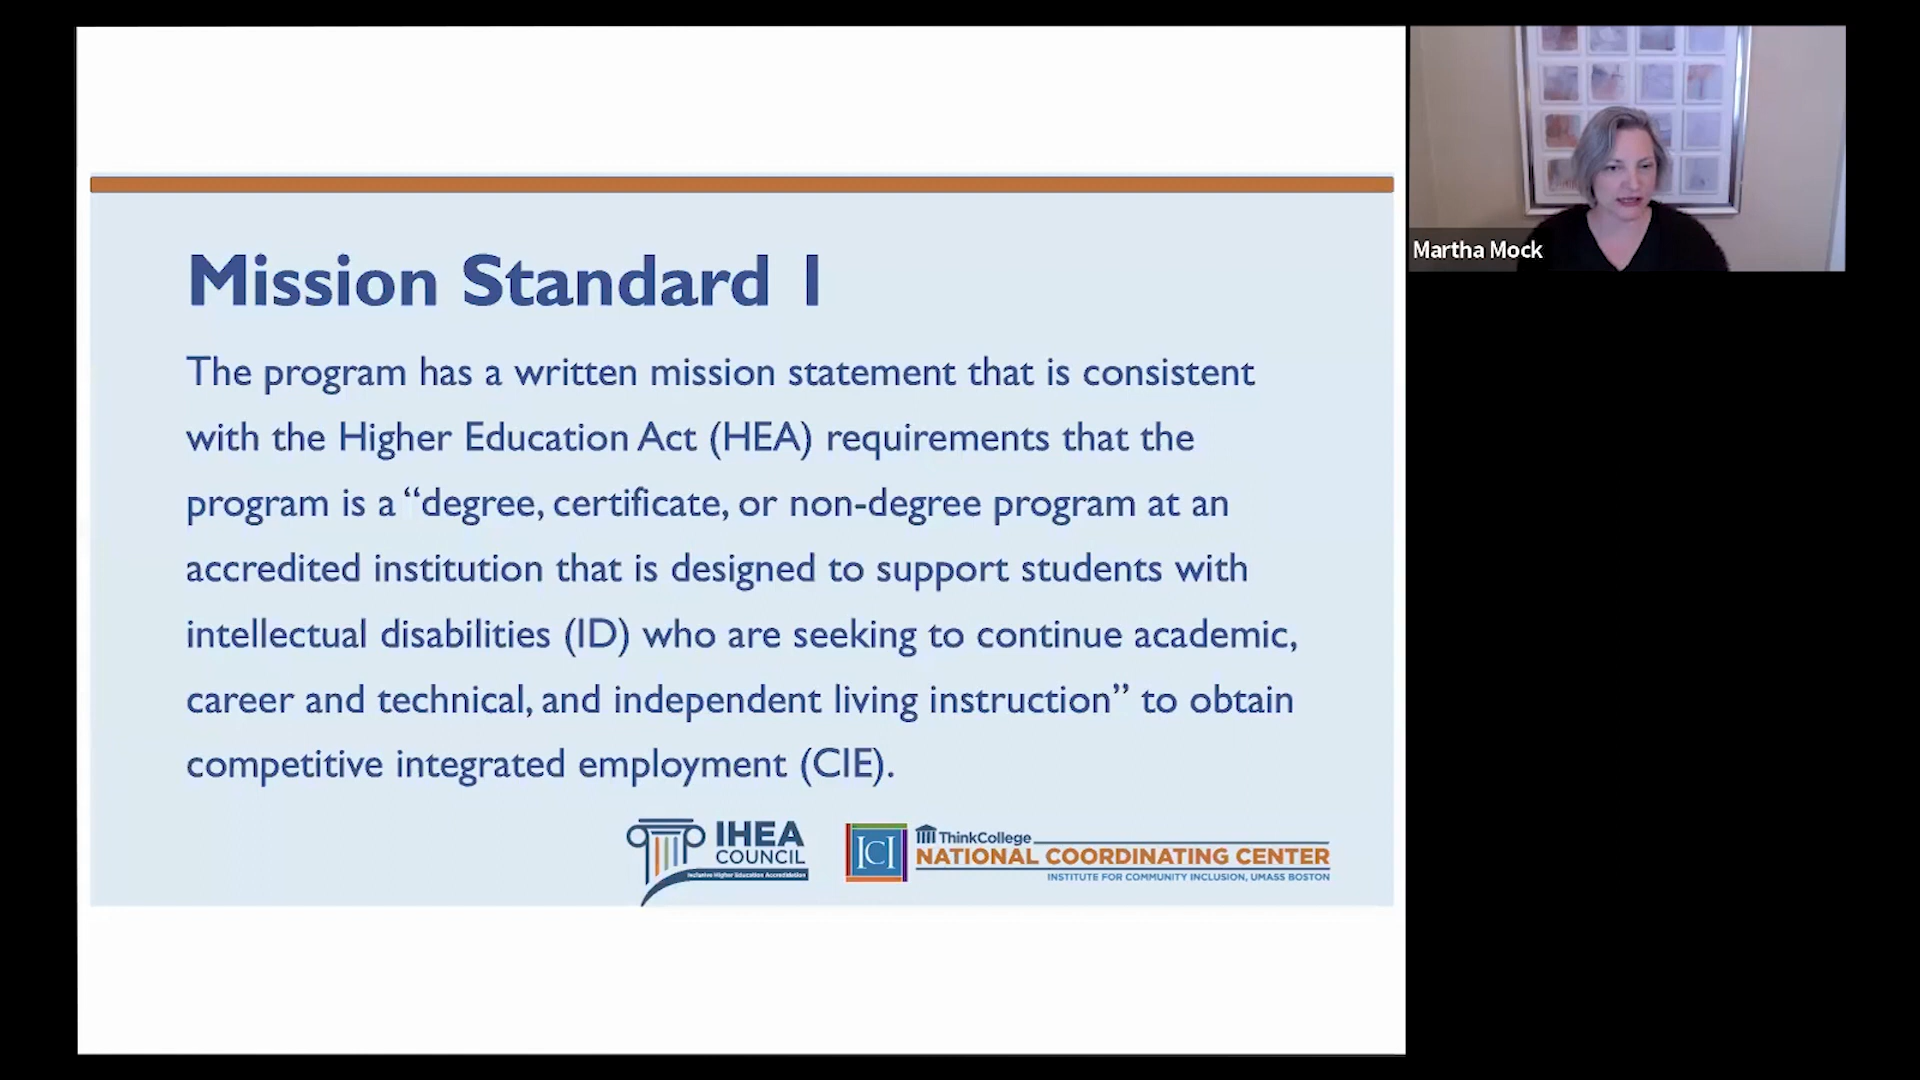 Mission Standard 1
The program has a written mission statement that is consistent
with the Higher Education Act (HEA) requirements that the
program is a “degree, certificate, or non-degree program at an
accredited institution that is designed to support students with
intellectual disabilities (ID) who are seeking to continue academic,
career and technical, and independent living instruction” to obtain
competitive integrated employment (CIE).
IHEA
COUNCIL
Inclusive Higher Education Accreditation
ICI
ThinkCollege
NATIONAL COORDINATING CENTER
INSTITUTE FOR COMMUNITY INCLUSION, UMASS BOSTON
Martha Mock